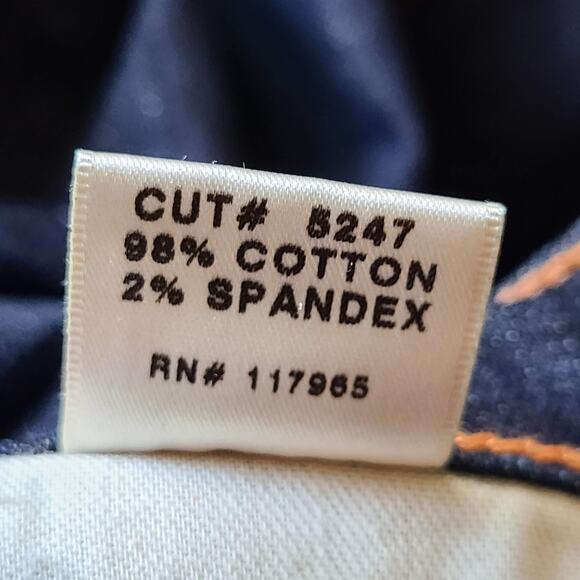 CUT# 5247
98% COTTON
2% SPANDEX
RN# 117965